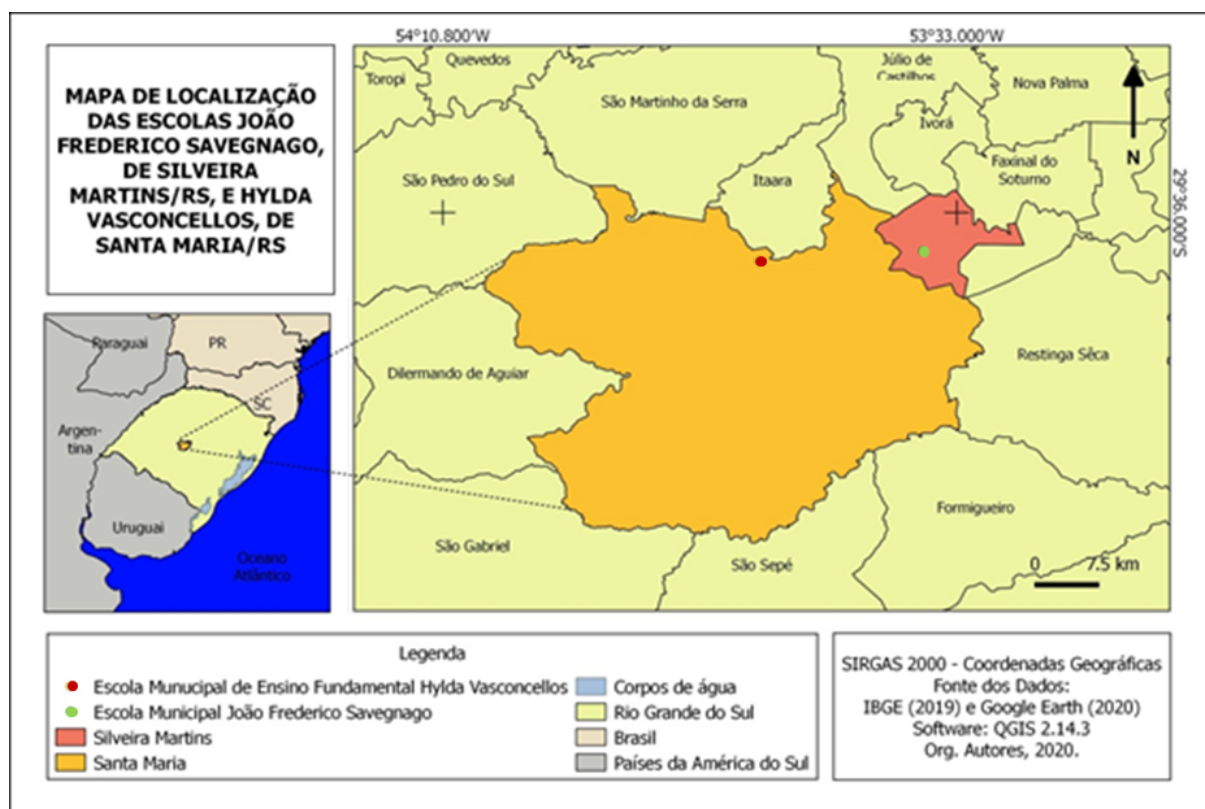 MAPA DE LOCALIZAÇÃO
DAS ESCOLAS JOÃO
FREDERICO SAVEGNAGO,
DE SILVEIRA
MARTINS/RS, E HYLDA
VASCONCELLOS, DE
SANTA MARIA/RS
54°10.800'W
53°33.000'W
29°36.000'S
Toropi
Quevedos
Júlio de
Castilhos
Nova Palma
São Martinho da Serra
Ivorá
Faxinal do
Soturno
São Pedro do Sul
Itaara
N
Dilermando de Aguiar
Restinga Sêca
Formigueiro
São Gabriel
São Sepé
0 7.5 km
Paraguai
PR
SC
Argen-
tina
Uruguai
Oceano
Atlântico
Legenda
Escola Munucipal de Ensino Fundamental Hylda Vasconcellos
Escola Municipal João Frederico Savegnago
Silveira Martins
Santa Maria
Corpos de água
Rio Grande do Sul
Brasil
Países da América do Sul
SIRGAS 2000 - Coordenadas Geográficas
Fonte dos Dados:
IBGE (2019) e Google Earth (2020)
Software: QGIS 2.14.3
Org. Autores, 2020.